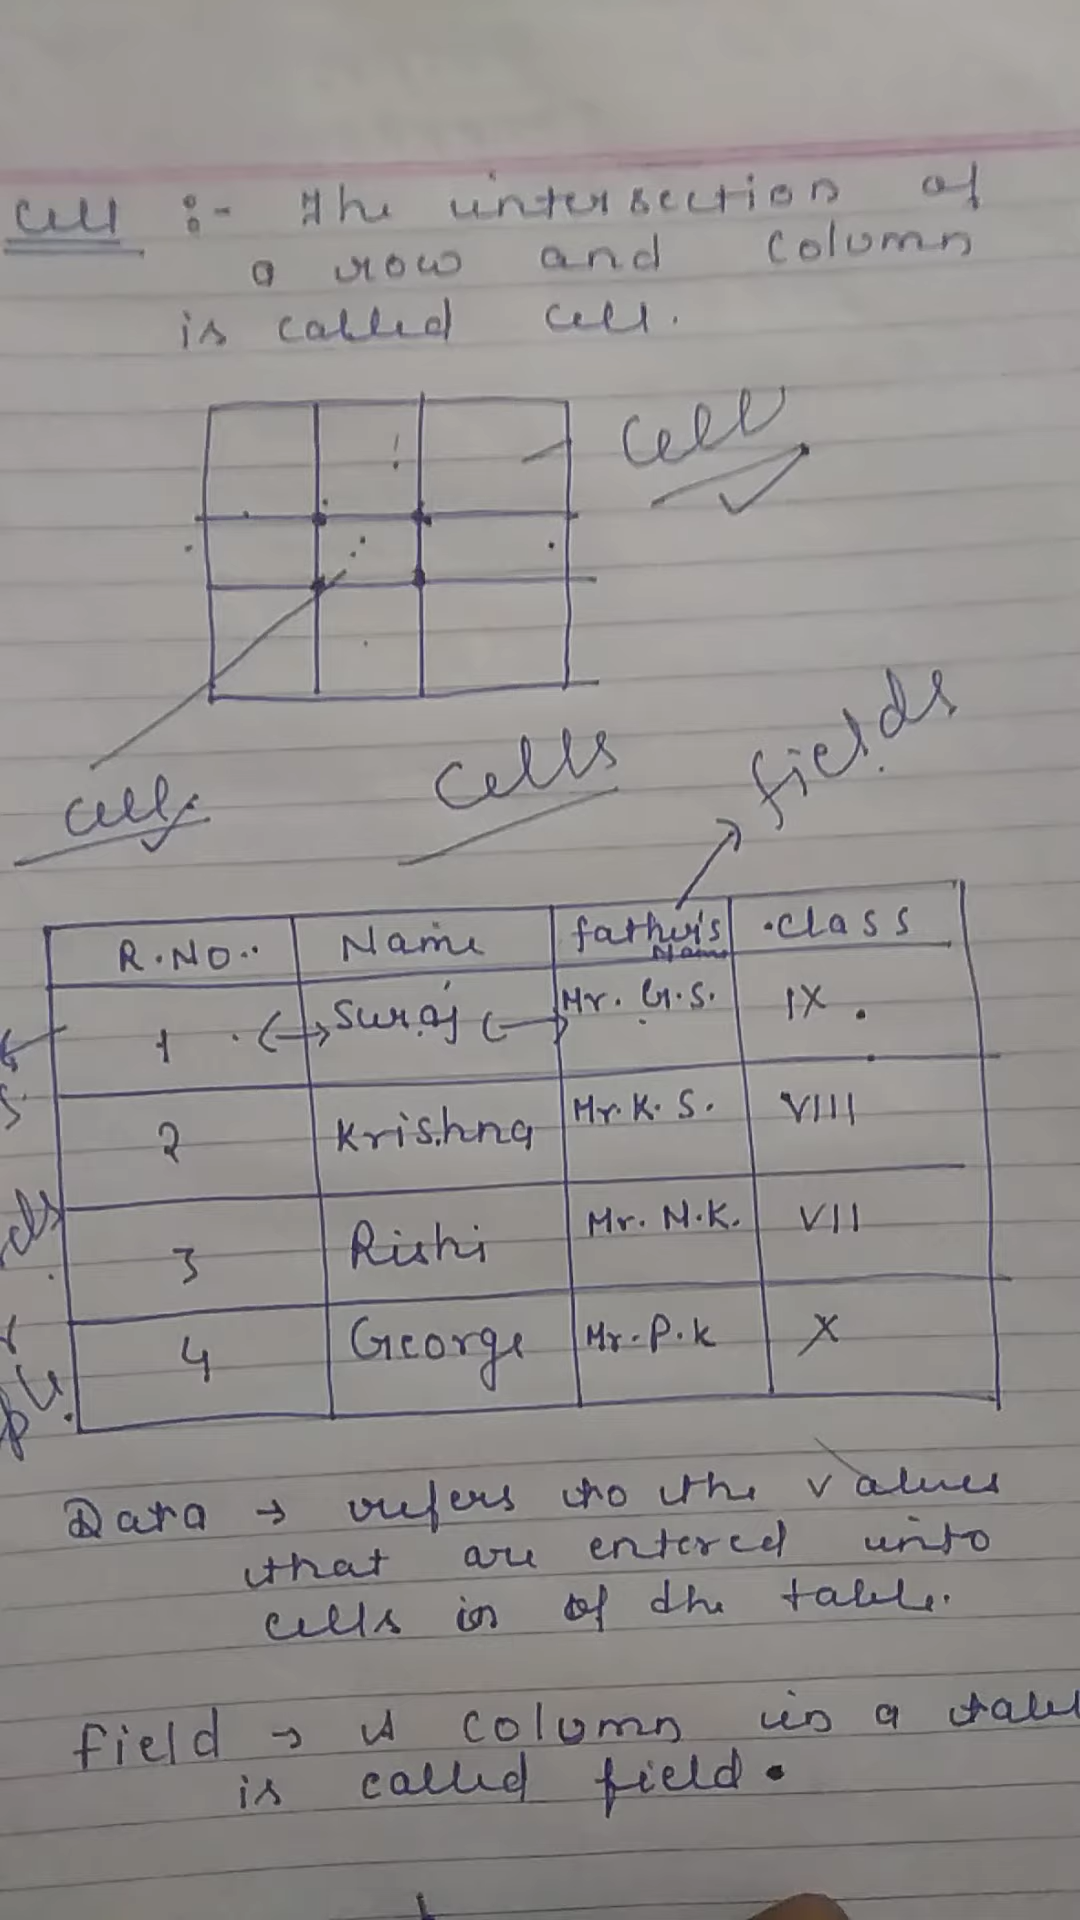 Cell :- The intersection of
a row and column
is called cell.
Cell
cell.
Cells
fields
R.NO. Name father's Name class
1 Suraj Mr. G.S. IX
2 Krishna Mr. K. S. VIII
3 Rishi Mr. N.K. VII
4 George Mr. P.K X
Data → refers to the values
that are entered into
cells in of the table.
field → A column in a
is called field.